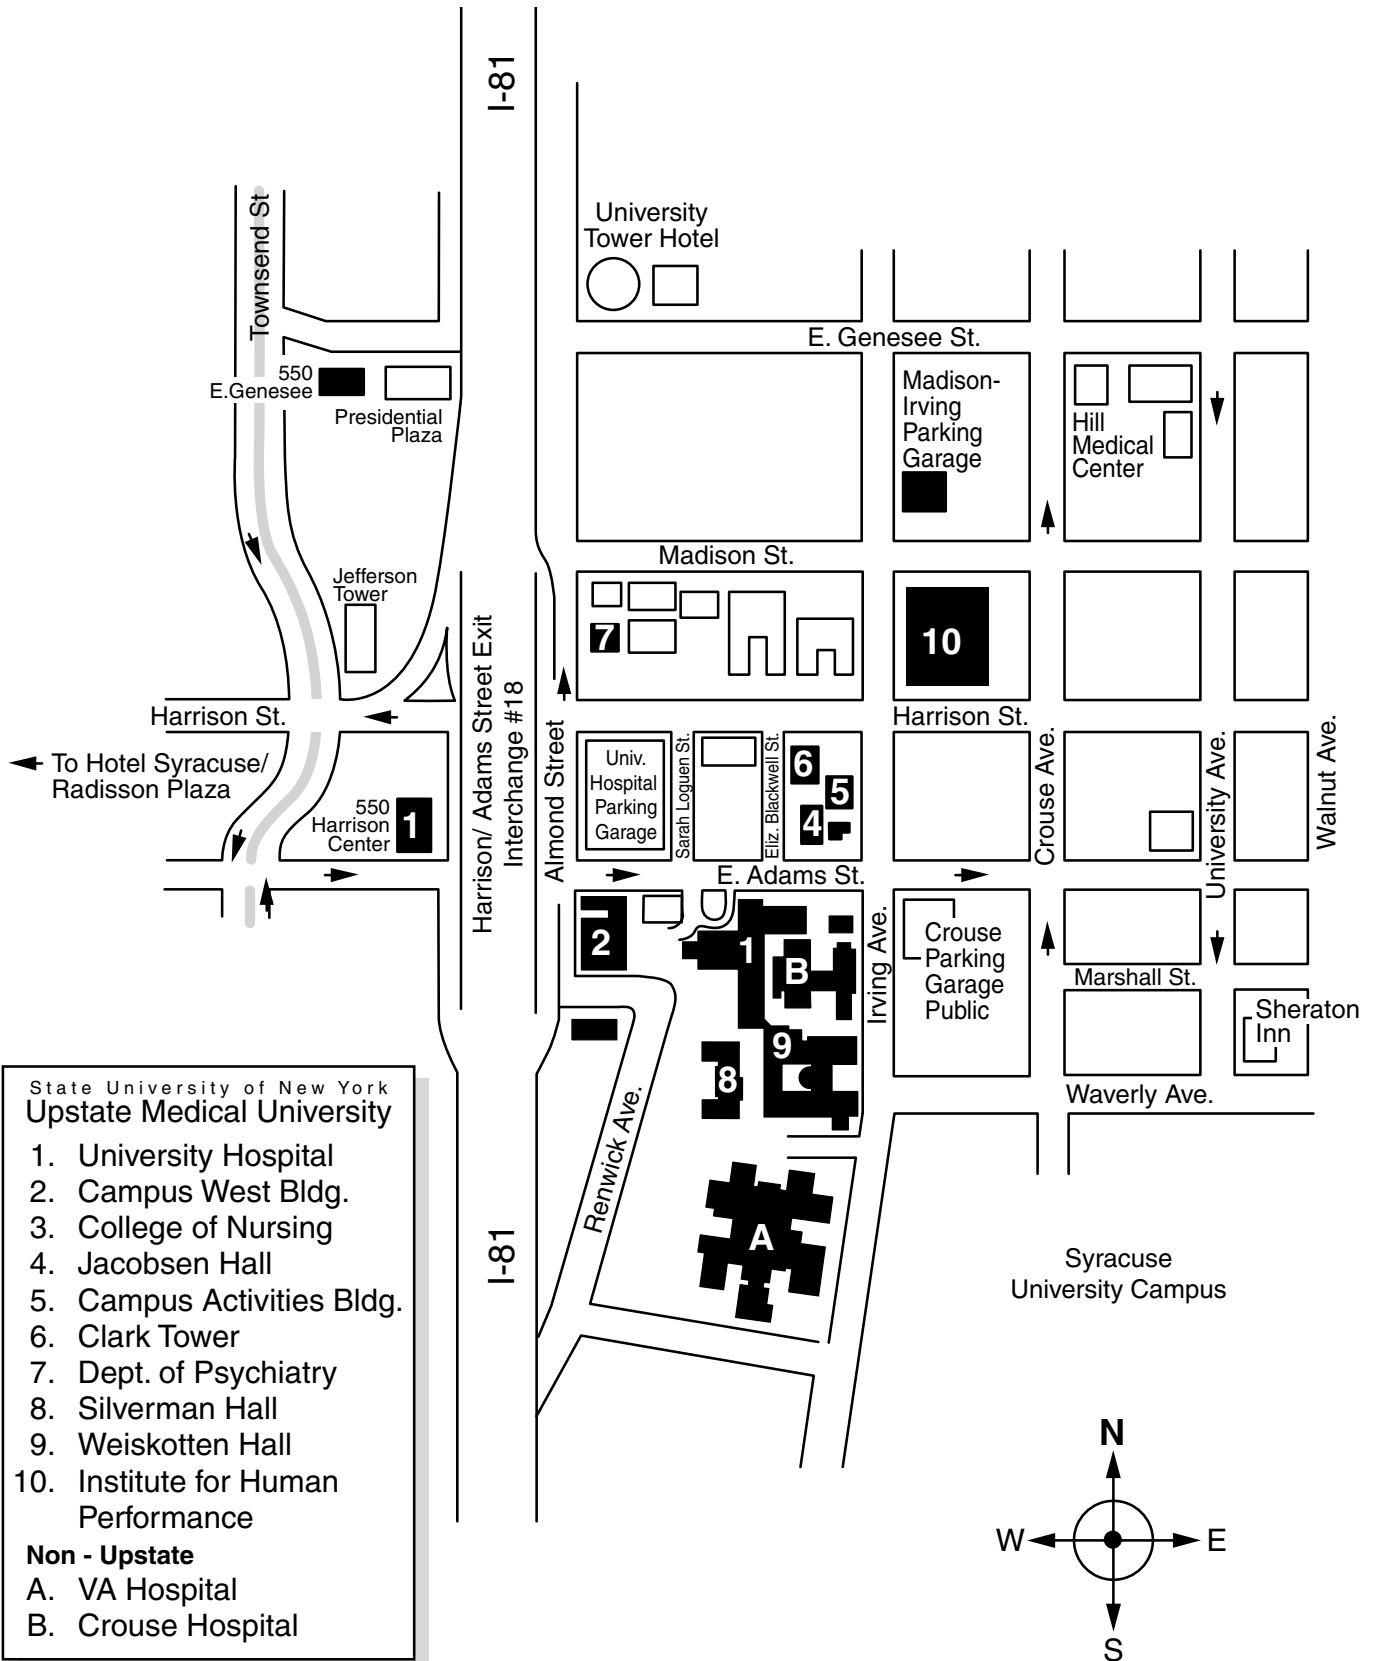 I-81
University
Tower Hotel
Townsend St
E. Genesee St.
550
E.Genesee
Presidential
Plaza
Madison-
Irving
Parking
Garage
Hill
Medical
Center
Madison St.
Jefferson
Tower
7
10
Harrison/ Adams Street Exit
Interchange #18
Harrison St.
Harrison St.
To Hotel Syracuse/
Radisson Plaza
550
Harrison
Center
1
Almond Street
Univ.
Hospital
Parking
Garage
Sarah Loguen St.
Eliz. Blackwell St.
6
5
4
Crouse Ave.
University Ave.
Walnut Ave.
E. Adams St.
2
1
B
Irving Ave.
Crouse
Parking
Garage
Public
Marshall St.
Sheraton
Inn
9
8
Waverly Ave.
Renwick Ave.
A
I-81
Syracuse
University Campus
State University of New York
Upstate Medical University
1. University Hospital
2. Campus West Bldg.
3. College of Nursing
4. Jacobsen Hall
5. Campus Activities Bldg.
6. Clark Tower
7. Dept. of Psychiatry
8. Silverman Hall
9. Weiskotten Hall
10. Institute for Human
Performance
Non - Upstate
A. VA Hospital
B. Crouse Hospital
N
W
E
S